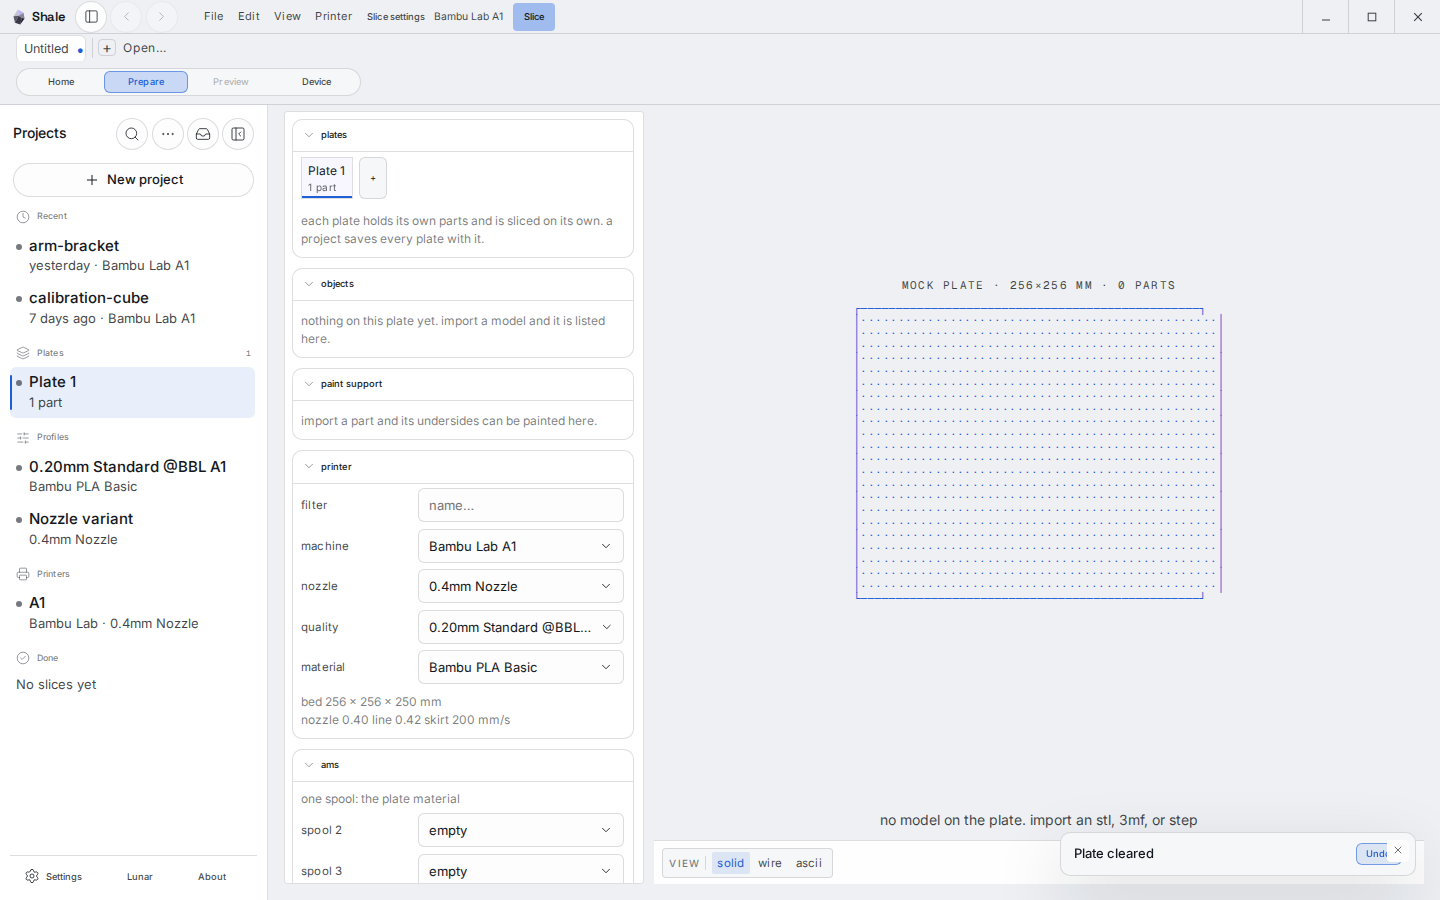 Shale
File Edit View Printer Slice settings Bambu Lab A1 Slice
Untitled + Open...
Home Prepare Preview Device
Projects
New project
Recent
arm-bracket
yesterday · Bambu Lab A1
calibration-cube
7 days ago · Bambu Lab A1
Plates 1
Plate 1
1 part
Profiles
0.20mm Standard @BBL A1
Bambu PLA Basic
Nozzle variant
0.4mm Nozzle
Printers
A1
Bambu Lab · 0.4mm Nozzle
Done
No slices yet
Settings Lunar About
plates
Plate 1
1 part
+
each plate holds its own parts and is sliced on its own. a
project saves every plate with it.
objects
nothing on this plate yet. import a model and it is listed
here.
paint support
import a part and its undersides can be painted here.
printer
filter name...
machine Bambu Lab A1
nozzle 0.4mm Nozzle
quality 0.20mm Standard @BBL...
material Bambu PLA Basic
bed 256 × 256 × 250 mm
nozzle 0.40 line 0.42 skirt 200 mm/s
ams
one spool: the plate material
spool 2 empty
spool 3 empty
MOCK PLATE · 256×256 MM · 0 PARTS
no model on the plate. import an stl, 3mf, or step
VIEW solid wire ascii
Plate cleared